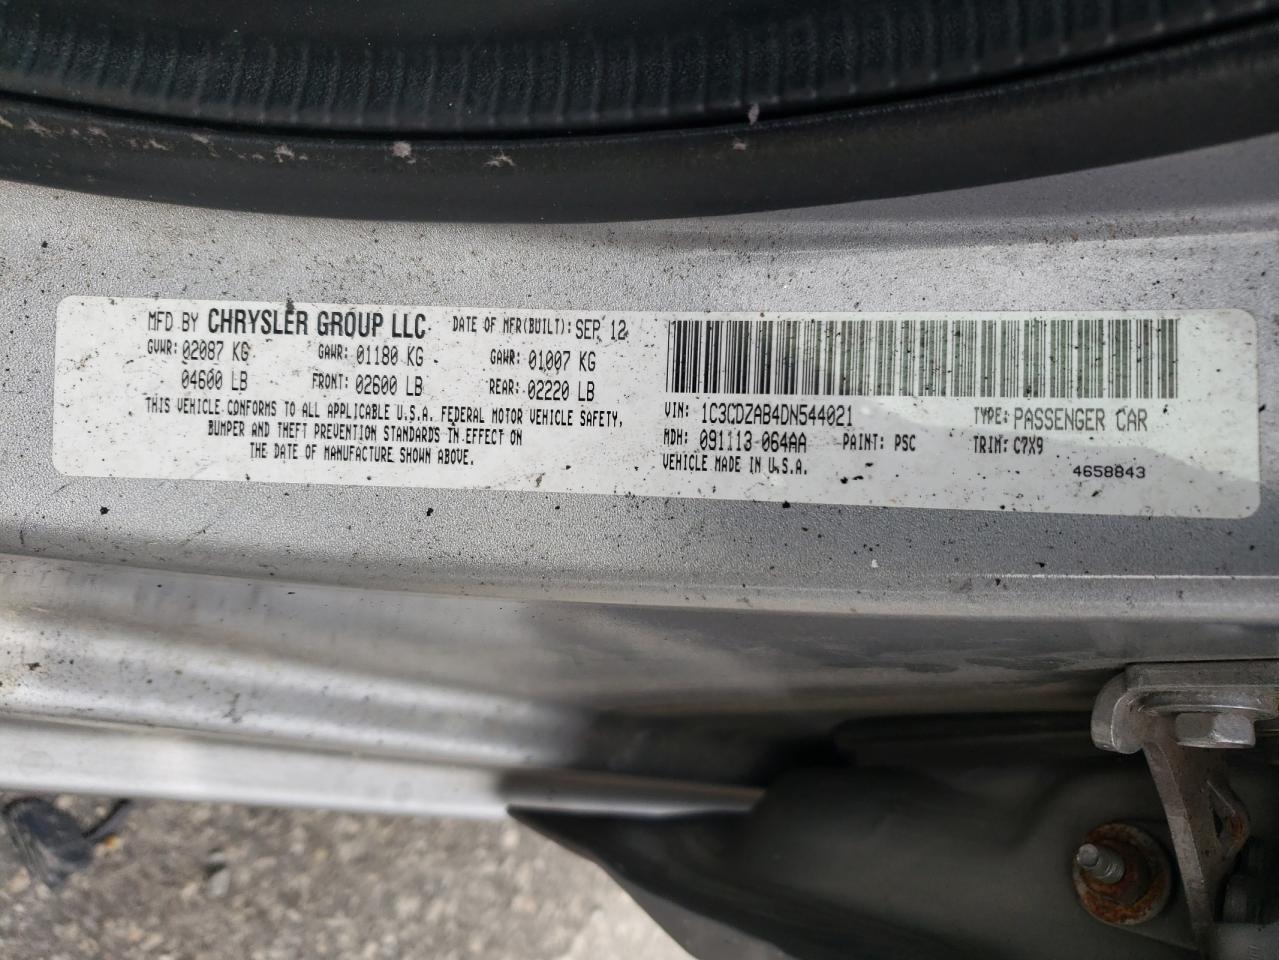 MFD BY CHRYSLER GROUP LLC DATE OF MFR(BUILT): SEP 12
GVWR: 02087 KG GAWR: 01180 KG GAWR: 01007 KG
04600 LB FRONT: 02600 LB REAR: 02220 LB
THIS VEHICLE CONFORMS TO ALL APPLICABLE U.S.A. FEDERAL MOTOR VEHICLE SAFETY,
BUMPER AND THEFT PREVENTION STANDARDS IN EFFECT ON
THE DATE OF MANUFACTURE SHOWN ABOVE.
VIN: 1C3CDZAB4DN544021 TYPE: PASSENGER CAR
MDH: 091113 064AA PAINT: PSC TRIM: C7X9
VEHICLE MADE IN U.S.A. 4658843